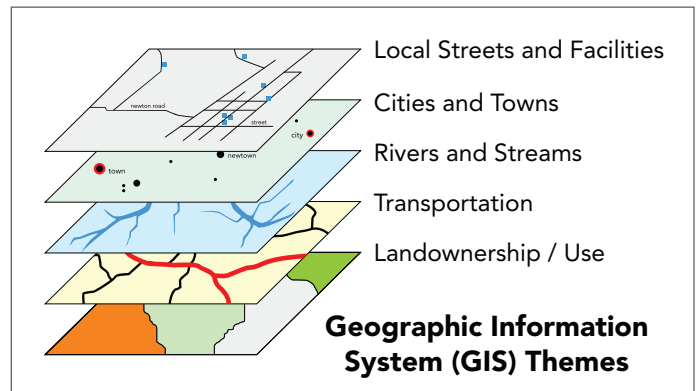 Local Streets and Facilities
newton road
street
Cities and Towns
city
newtown
town
Rivers and Streams
Transportation
Landownership / Use
Geographic Information
System (GIS) Themes